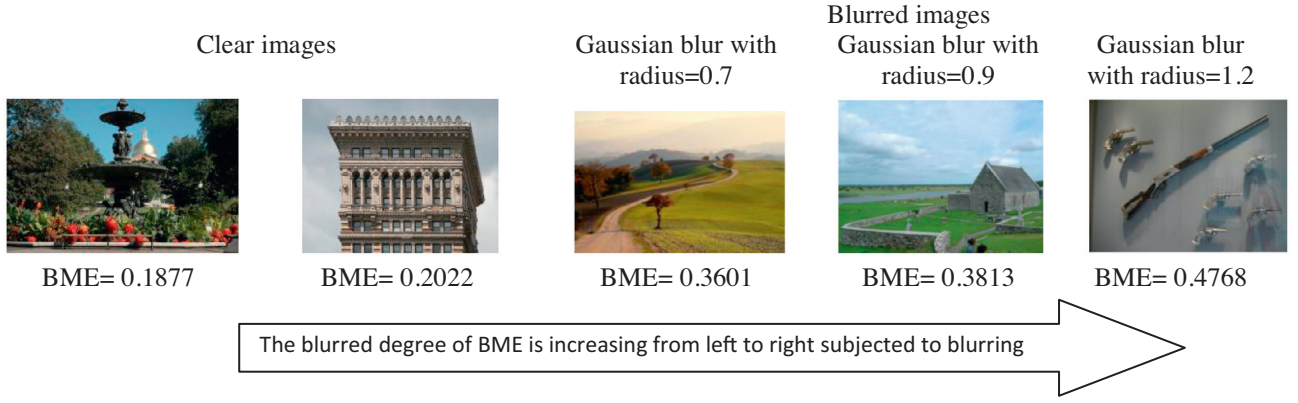 Blurred images
Clear images
Gaussian blur with
radius=0.7
Gaussian blur with
radius=0.9
Gaussian blur
with radius=1.2
BME= 0.1877
BME= 0.2022
BME= 0.3601
BME= 0.3813
BME= 0.4768
The blurred degree of BME is increasing from left to right subjected to blurring